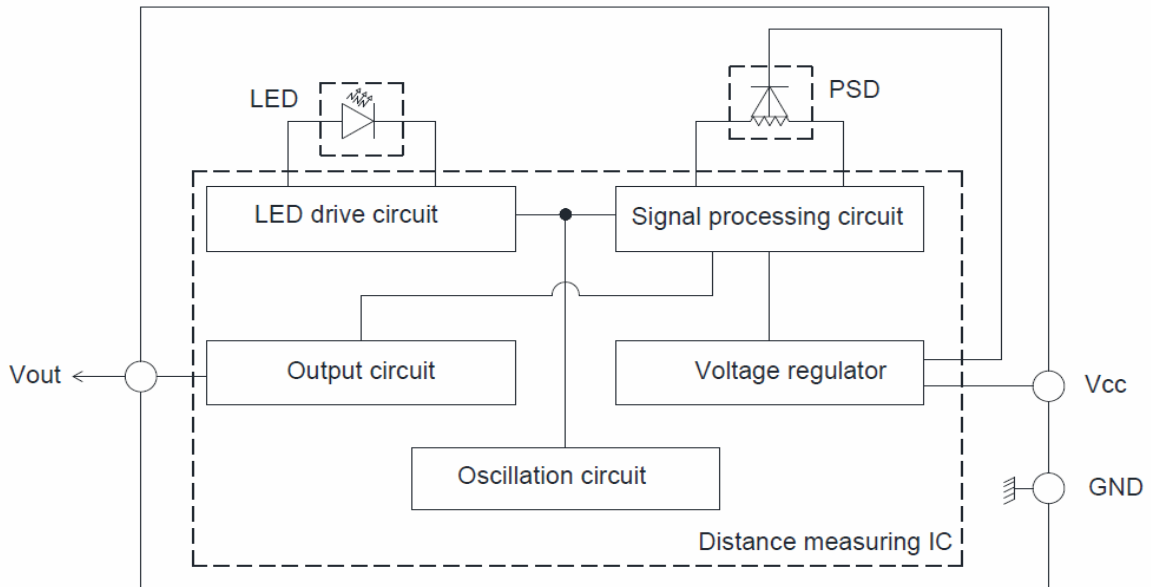 LED
PSD
LED drive circuit
Signal processing circuit
Output circuit
Voltage regulator
Vout
Vcc
Oscillation circuit
GND
Distance measuring IC